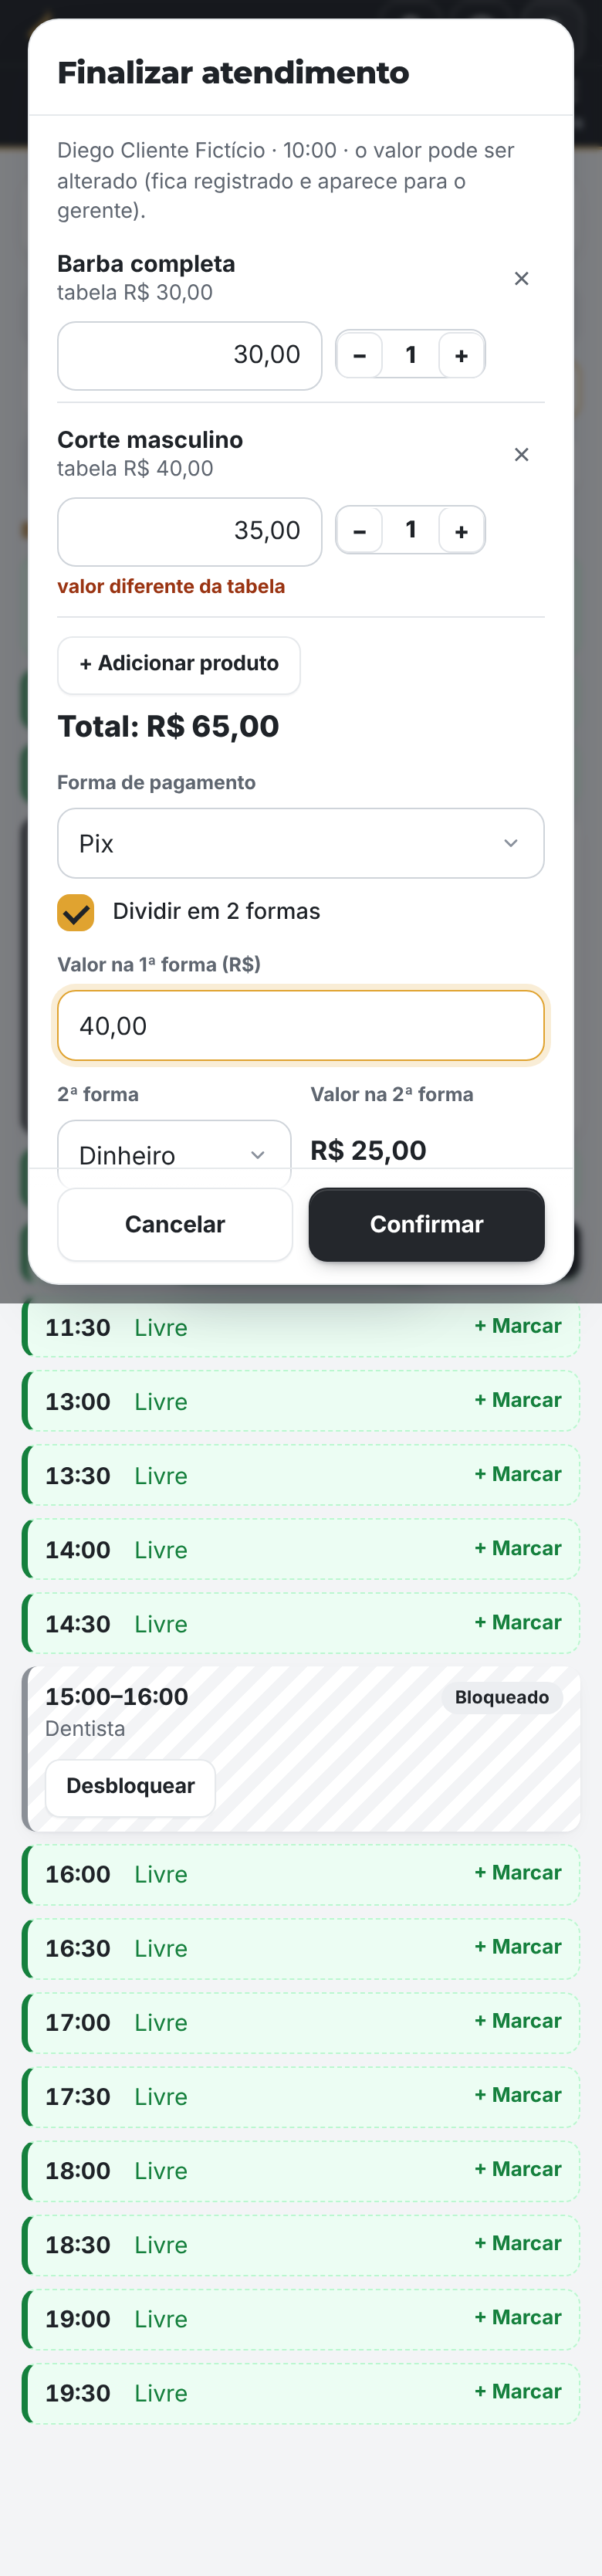 Finalizar atendimento
Diego Cliente Fictício · 10:00 · o valor pode ser
alterado (fica registrado e aparece para o
gerente).
Barba completa
tabela R$ 30,00
×
30,00
– 1 +
Corte masculino
tabela R$ 40,00
×
35,00
– 1 +
valor diferente da tabela
+ Adicionar produto
Total: R$ 65,00
Forma de pagamento
Pix
Dividir em 2 formas
Valor na 1ª forma (R$)
40,00
2ª forma
Valor na 2ª forma
Dinheiro
R$ 25,00
Cancelar
Confirmar
11:30 Livre + Marcar
13:00 Livre + Marcar
13:30 Livre + Marcar
14:00 Livre + Marcar
14:30 Livre + Marcar
15:00–16:00 Bloqueado
Dentista
Desbloquear
16:00 Livre + Marcar
16:30 Livre + Marcar
17:00 Livre + Marcar
17:30 Livre + Marcar
18:00 Livre + Marcar
18:30 Livre + Marcar
19:00 Livre + Marcar
19:30 Livre + Marcar